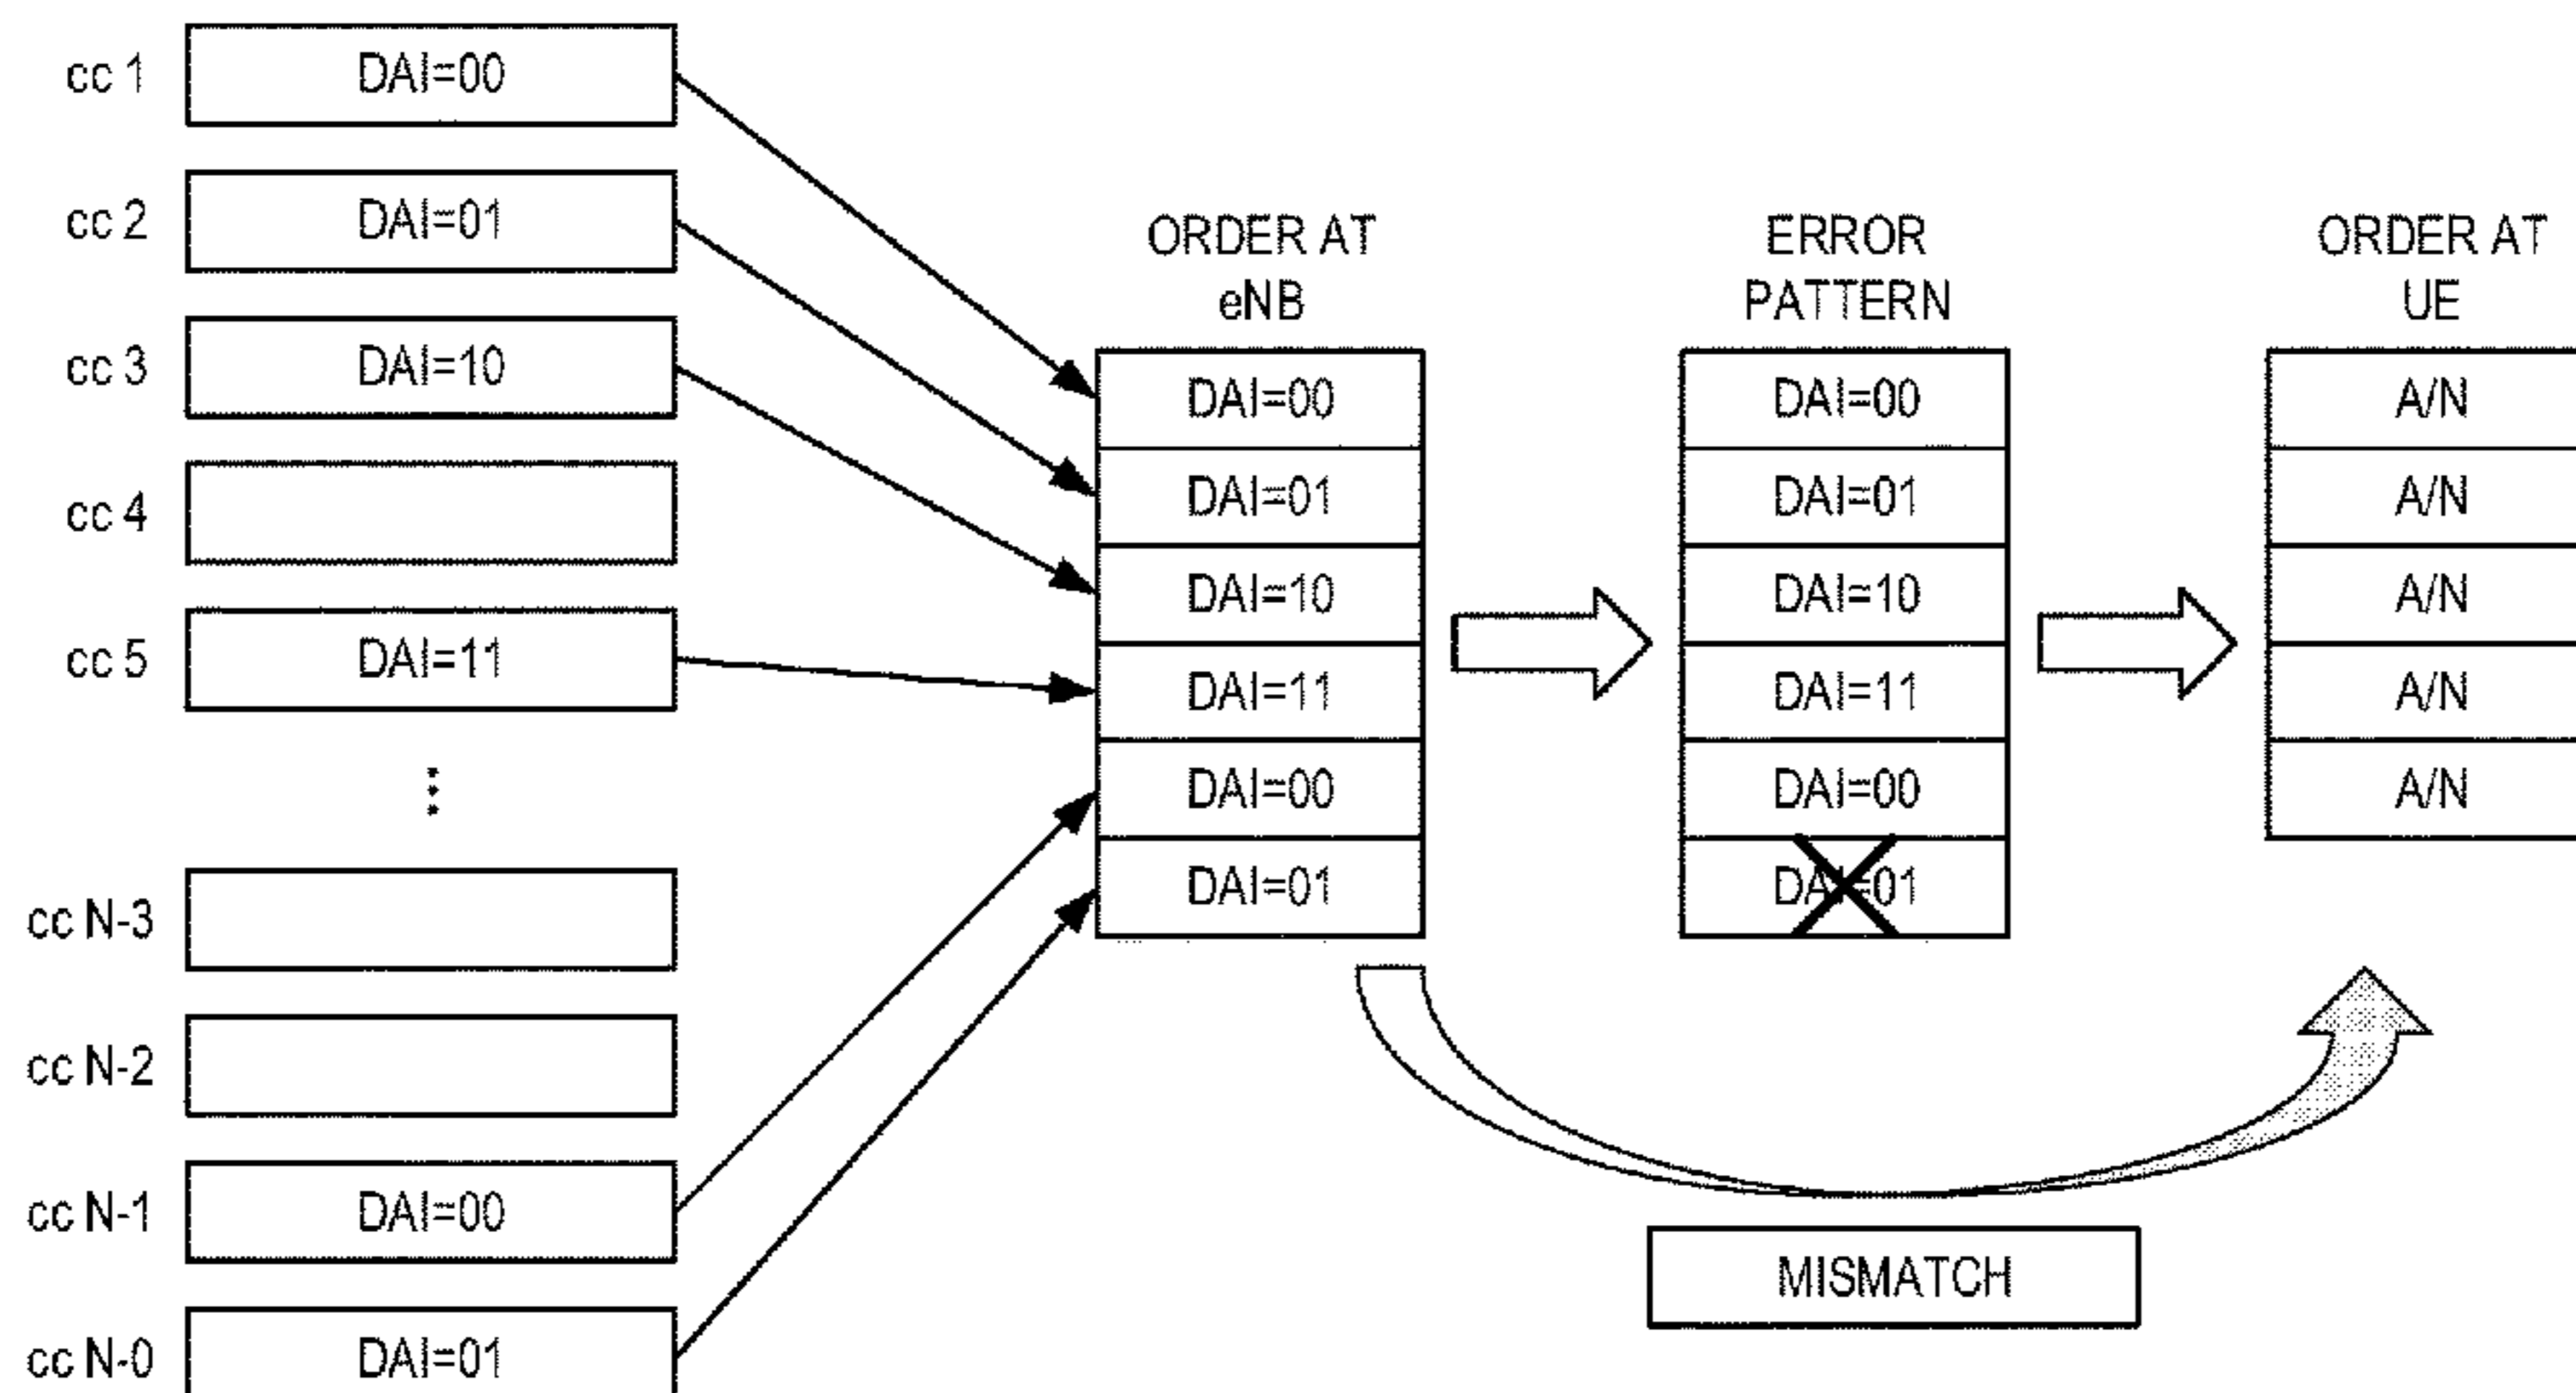 cc 1
DAI=00
cc 2
DAI=01
cc 3
DAI=10
cc 4
cc 5
DAI=11
...
cc N-3
cc N-2
cc N-1
DAI=00
cc N-0
DAI=01
ORDER AT
eNB
DAI=00
DAI=01
DAI=10
DAI=11
DAI=00
DAI=01
ERROR
PATTERN
DAI=00
DAI=01
DAI=10
DAI=11
DAI=00
DAI=01
ORDER AT
UE
A/N
A/N
A/N
A/N
A/N
MISMATCH